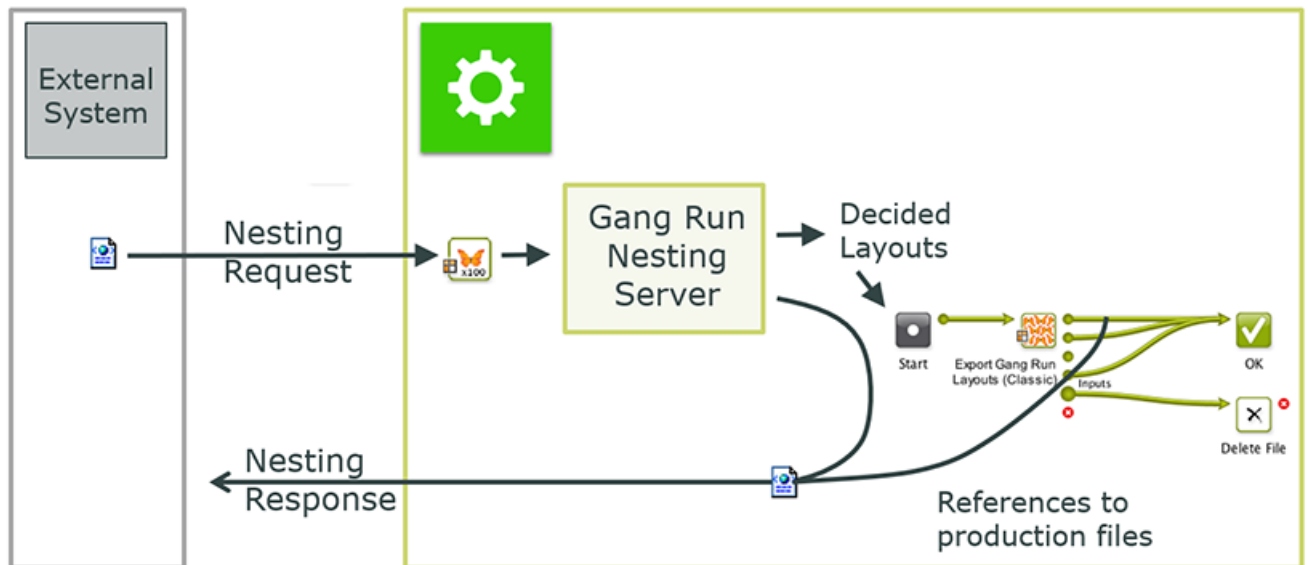 External
System
Nesting
Request
x100
Gang Run
Nesting
Server
Decided
Layouts
Start
Export Gang Run
Layouts (Classic)
Inputs
OK
Delete File
Nesting
Response
References to
production files